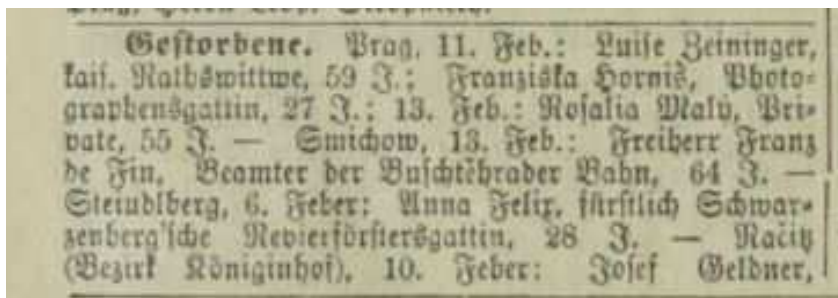 Gestorbene. Prag, 11. Feb.: Luise Zeininger,
kais. Rathswittwe, 59 J.; Franziska Horniš, Photo-
graphensgattin, 27 J.; 13. Feb.: Rosalia Malý, Pri-
vate, 55 J. — Smichow, 13. Feb.: Freiherr Franz
de Fin, Beamter der Buschtěhrader Bahn, 64 J. —
Steindlberg, 6. Feber: Anna Felix, fürstlich Schwar-
zenberg'sche Revierförstersgattin, 28 J. — Račitz
(Bezirk Königinhof), 10. Feber: Josef Geldner,